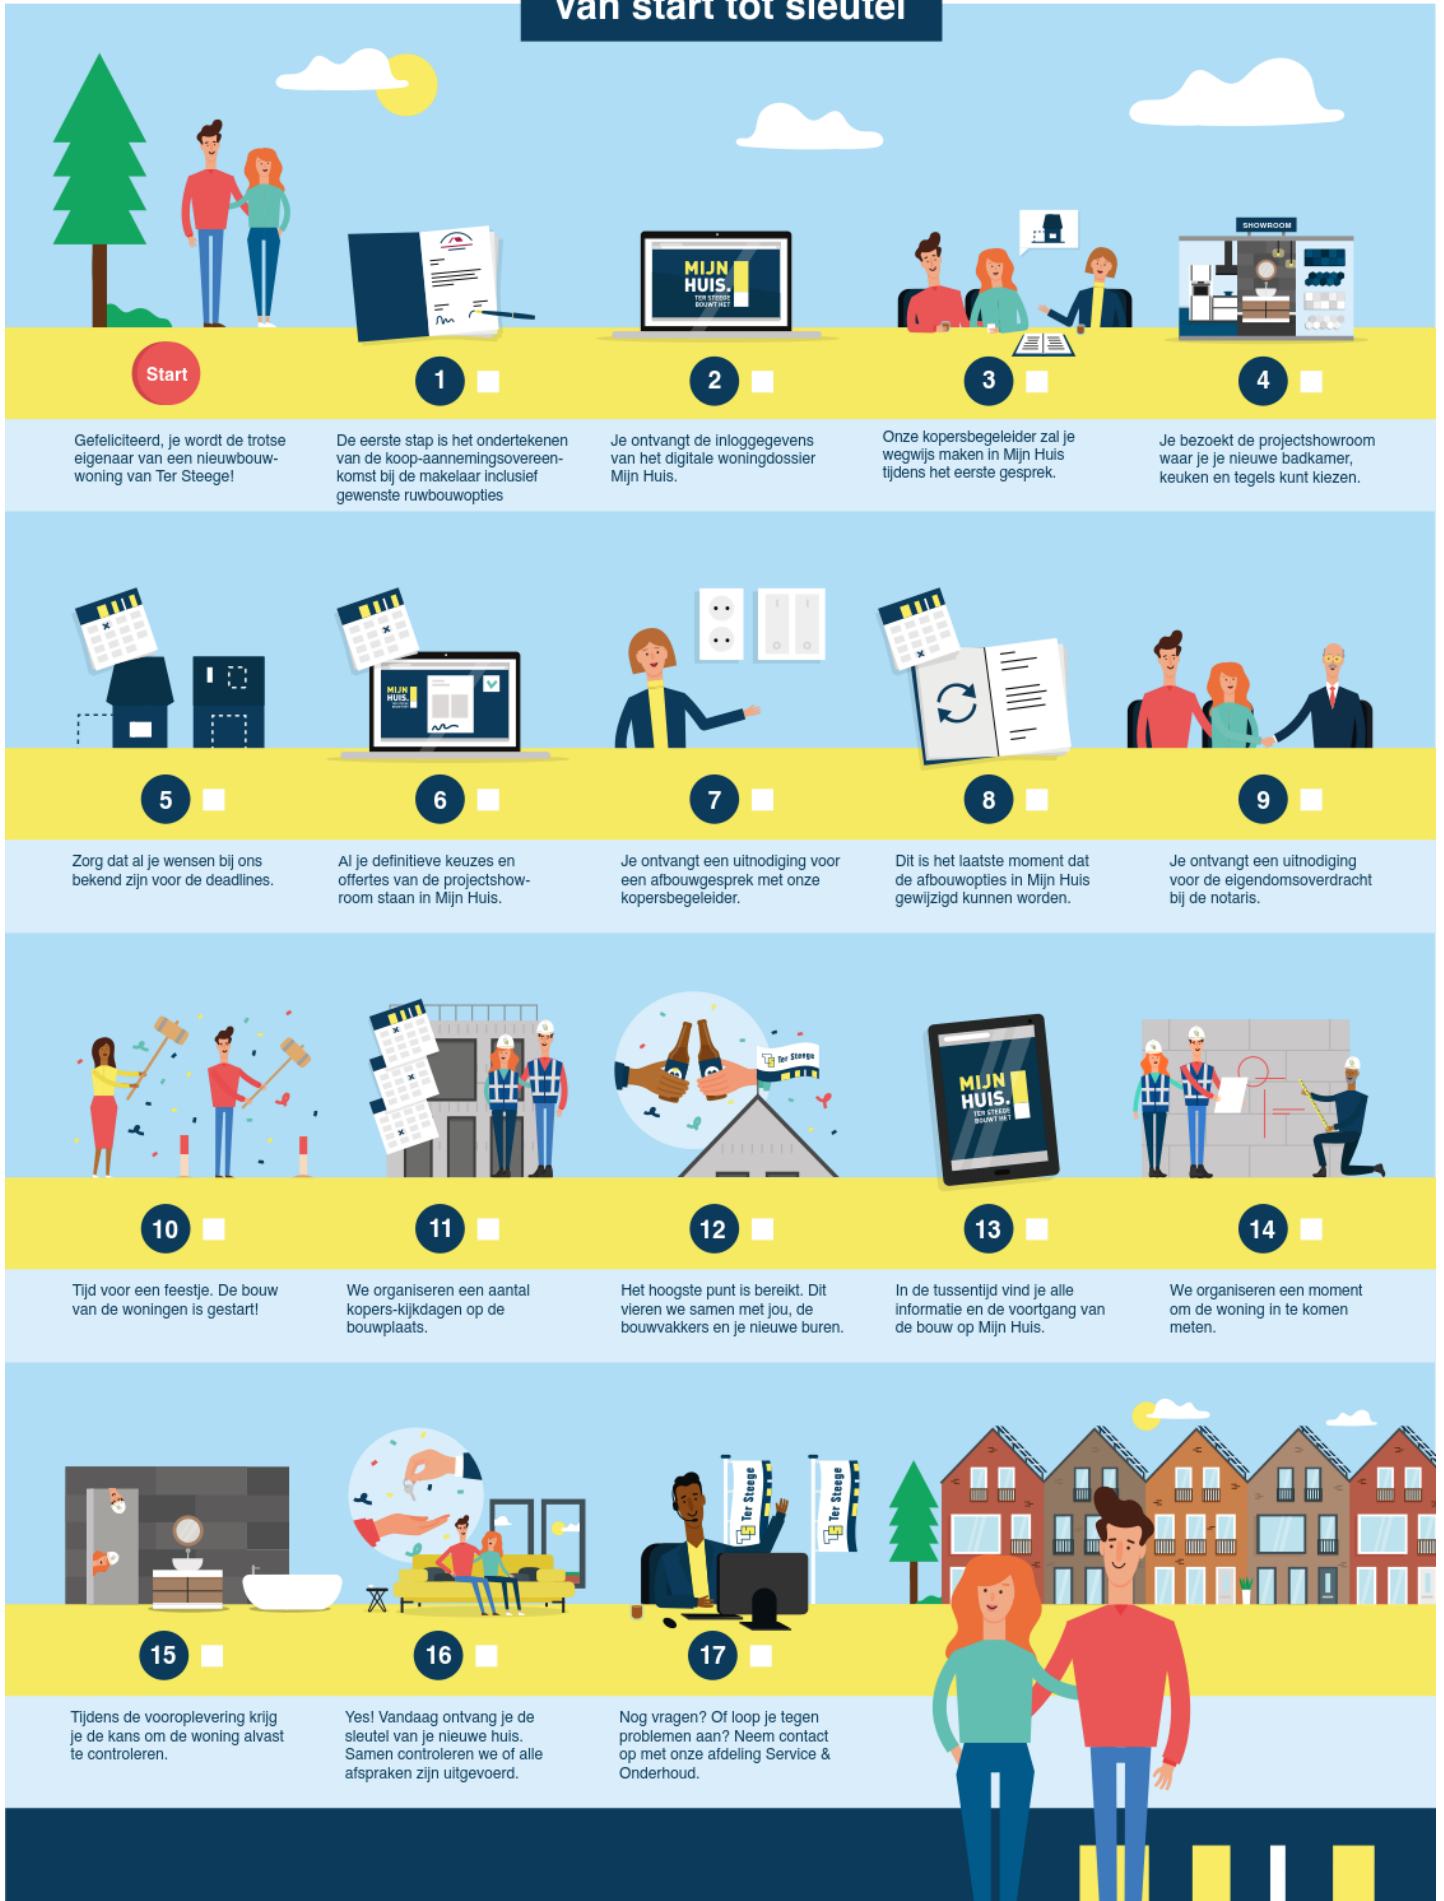 van start tot sleutel
SHOWROOM
MIJN
HUIS.
TER STEEGE
BOUWT HET
Start
1
2
3
4
Gefeliciteerd, je wordt de trotse
eigenaar van een nieuwbouw-
woning van Ter Steege!
De eerste stap is het ondertekenen
van de koop-aannemingsovereen-
komst bij de makelaar inclusief
gewenste ruwbouwopties
Je ontvangt de inloggegevens
van het digitale woningdossier
Mijn Huis.
Onze kopersbegeleider zal je
wegwijs maken in Mijn Huis
tijdens het eerste gesprek.
Je bezoekt de projectshowroom
waar je je nieuwe badkamer,
keuken en tegels kunt kiezen.
MIJN
HUIS.
5
6
7
8
9
Zorg dat al je wensen bij ons
bekend zijn voor de deadlines.
Al je definitieve keuzes en
offertes van de projectshow-
room staan in Mijn Huis.
Je ontvangt een uitnodiging voor
een afbouwgesprek met onze
kopersbegeleider.
Dit is het laatste moment dat
de afbouwopties in Mijn Huis
gewijzigd kunnen worden.
Je ontvangt een uitnodiging
voor de eigendomsoverdracht
bij de notaris.
Ter Steege
MIJN
HUIS.
TER STEEGE
BOUWT HET
10
11
12
13
14
Tijd voor een feestje. De bouw
van de woningen is gestart!
We organiseren een aantal
kopers-kijkdagen op de
bouwplaats.
Het hoogste punt is bereikt. Dit
vieren we samen met jou, de
bouwvakkers en je nieuwe buren.
In de tussentijd vind je alle
informatie en de voortgang van
de bouw op Mijn Huis.
We organiseren een moment
om de woning in te komen
meten.
Ter Steege
Ter Steege
15
16
17
Tijdens de vooroplevering krijg
je de kans om de woning alvast
te controleren.
Yes! Vandaag ontvang je de
sleutel van je nieuwe huis.
Samen controleren we of alle
afspraken zijn uitgevoerd.
Nog vragen? Of loop je tegen
problemen aan? Neem contact
op met onze afdeling Service &
Onderhoud.